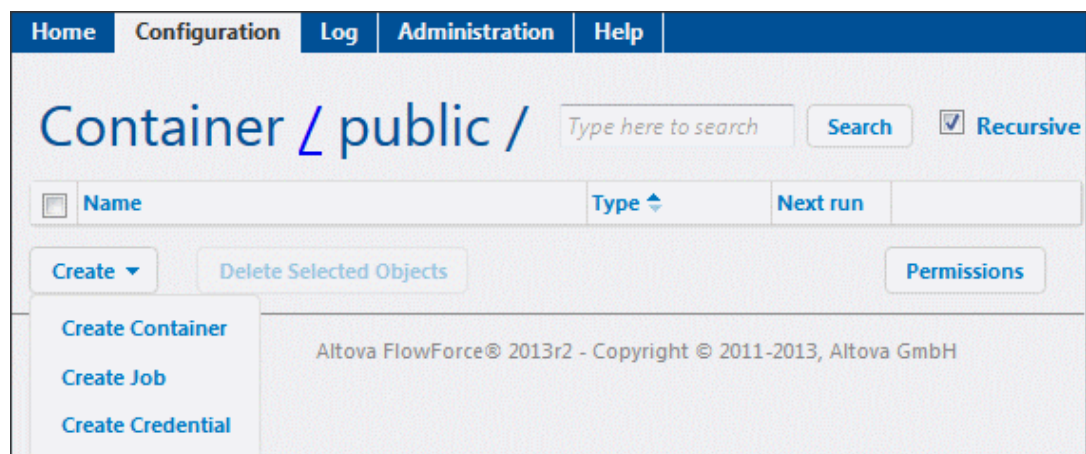 Home Configuration Log Administration Help
Container / public / Type here to search Search Recursive
Name Type Next run
Create Delete Selected Objects Permissions
Create Container
Altova FlowForce® 2013r2 - Copyright © 2011-2013, Altova GmbH
Create Job
Create Credential